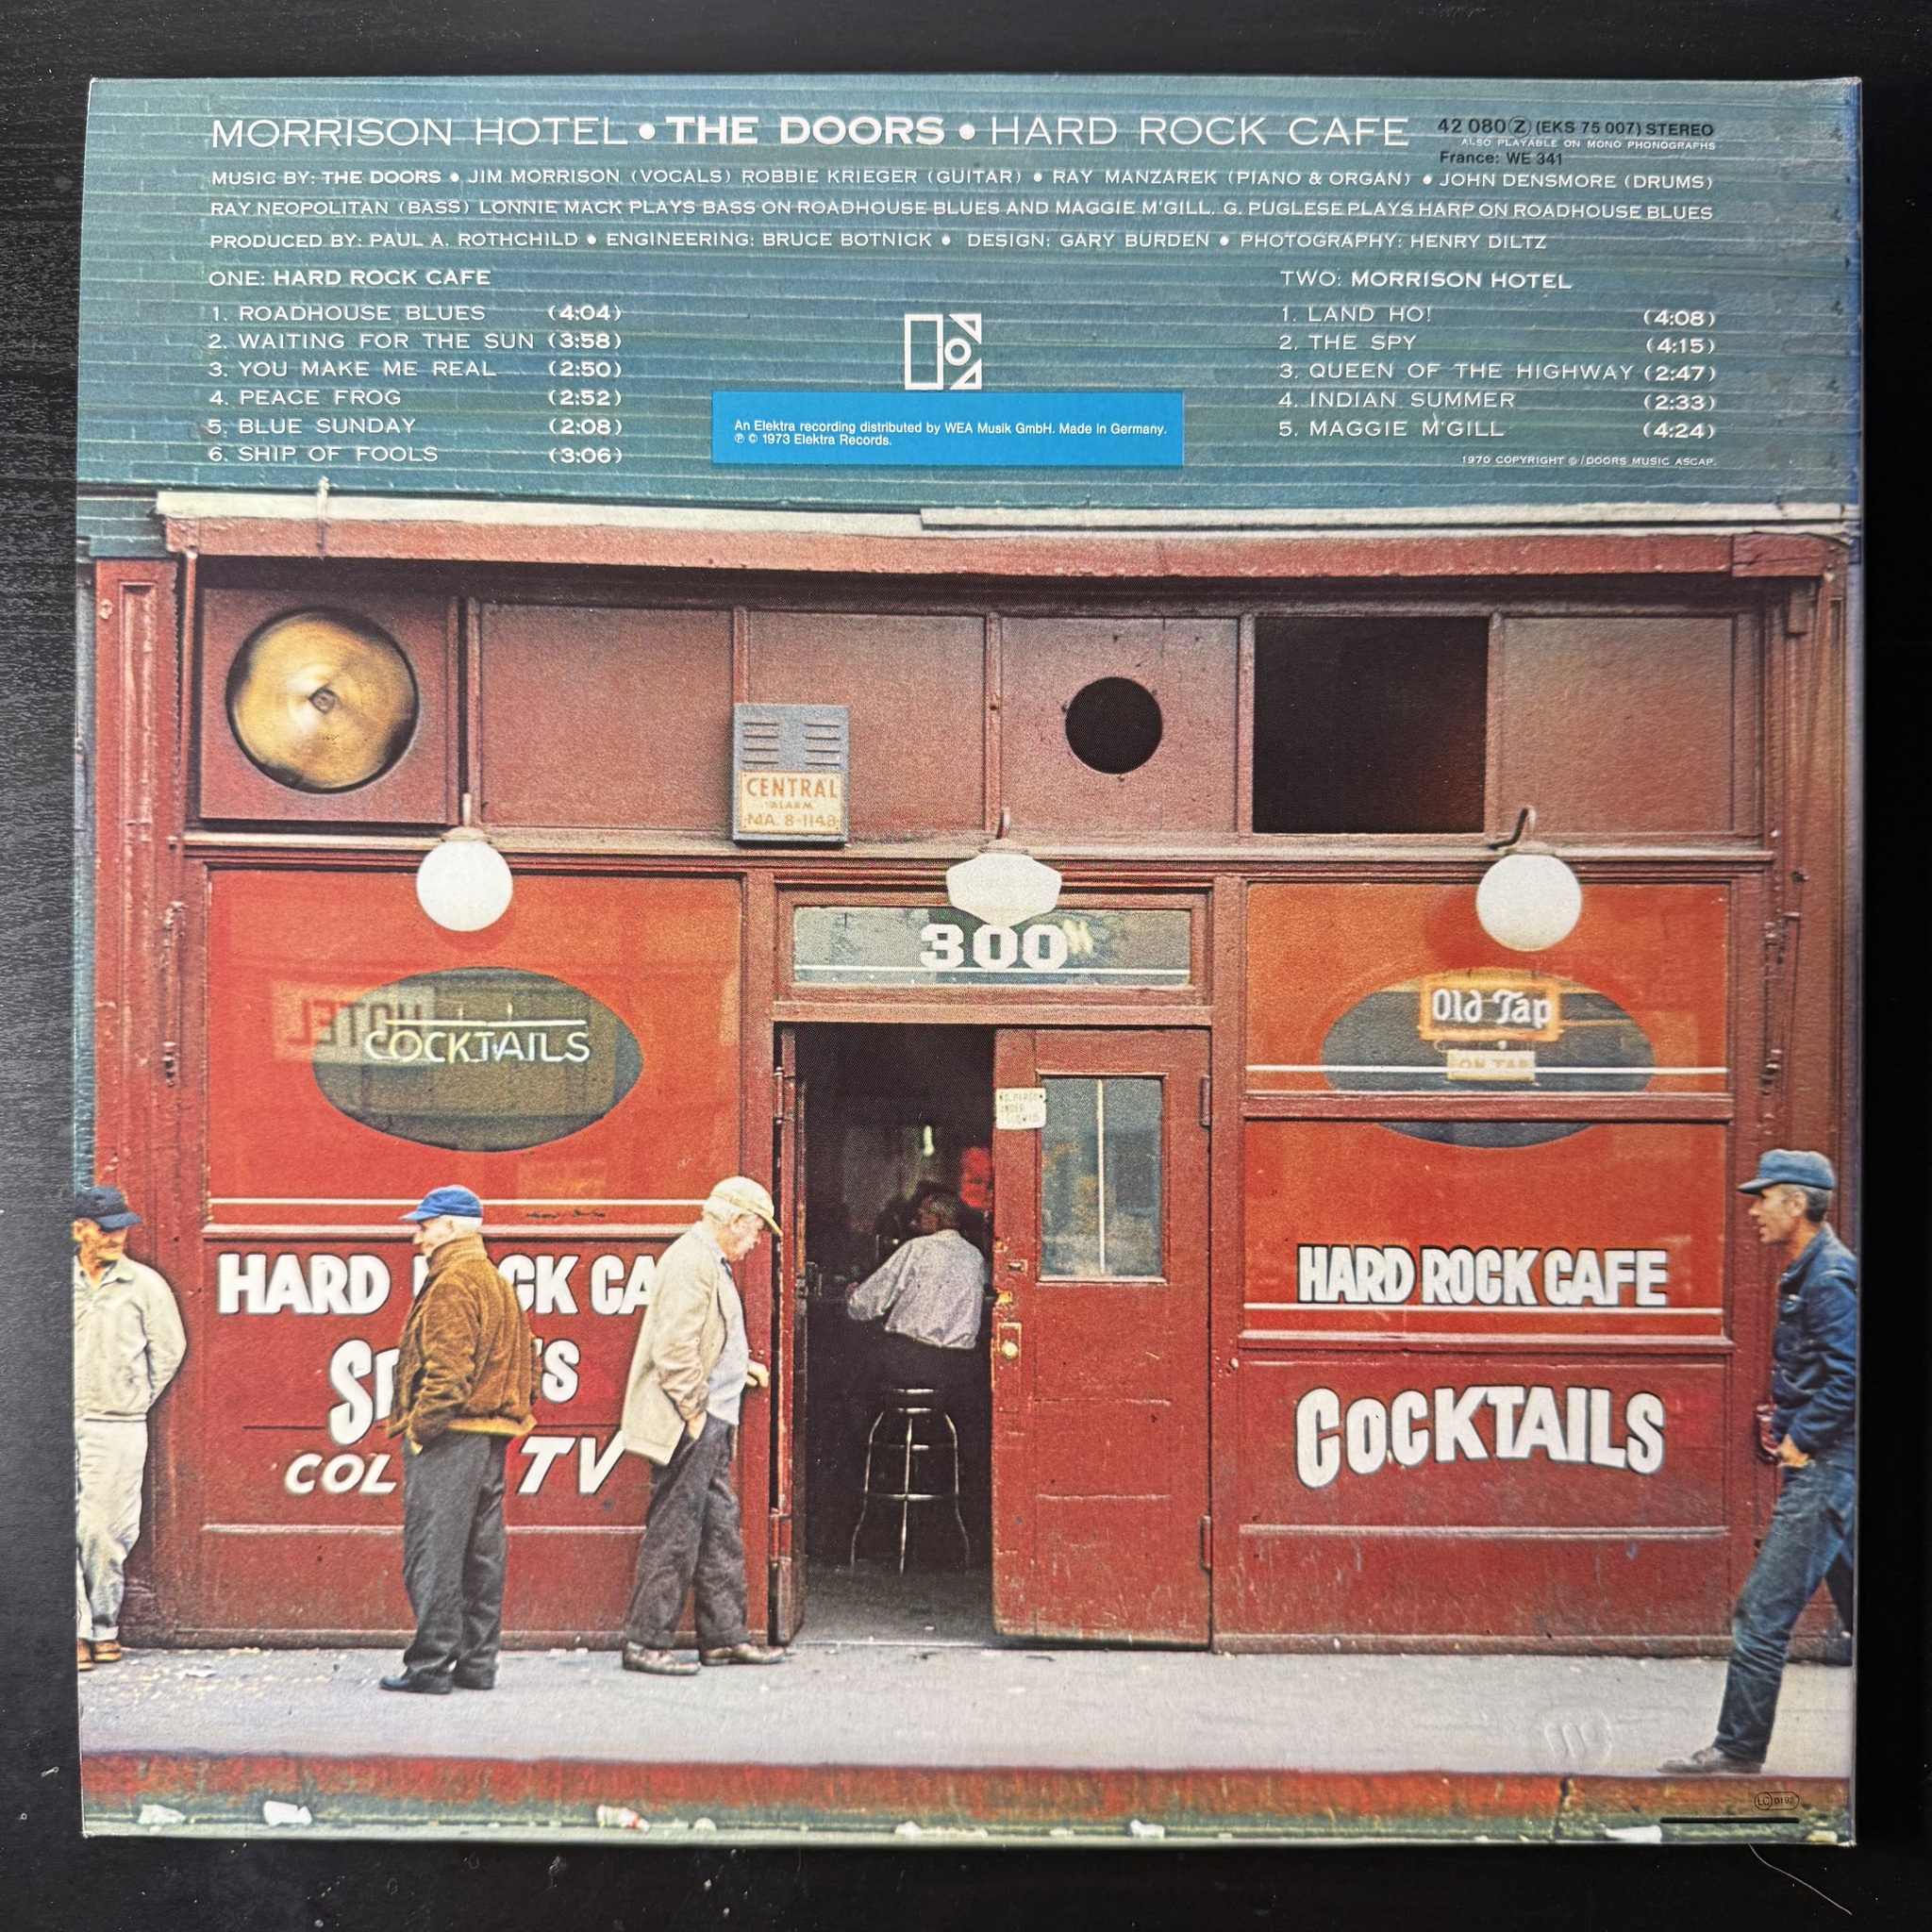 MORRISON HOTEL • THE DOORS • HARD ROCK CAFE
42 080 Z (EKS 75 007) STEREO
ALSO PLAYABLE ON MONO PHONOGRAPHS
France: WE 341
MUSIC BY: THE DOORS • JIM MORRISON (VOCALS) ROBBIE KRIEGER (GUITAR) • RAY MANZAREK (PIANO & ORGAN) • JOHN DENSMORE (DRUMS)
RAY NEOPOLITAN (BASS) LONNIE MACK PLAYS BASS ON ROADHOUSE BLUES AND MAGGIE M'GILL. G. PUGLESE PLAYS HARP ON ROADHOUSE BLUES
PRODUCED BY: PAUL A. ROTHCHILD • ENGINEERING: BRUCE BOTNICK • DESIGN: GARY BURDEN • PHOTOGRAPHY: HENRY DILTZ
ONE: HARD ROCK CAFE
1. ROADHOUSE BLUES (4:04)
2. WAITING FOR THE SUN (3:58)
3. YOU MAKE ME REAL (2:50)
4. PEACE FROG (2:52)
5. BLUE SUNDAY (2:08)
6. SHIP OF FOOLS (3:06)
An Elektra recording distributed by WEA Musik GmbH. Made in Germany.
℗ © 1973 Elektra Records.
TWO: MORRISON HOTEL
1. LAND HO! (4:08)
2. THE SPY (4:15)
3. QUEEN OF THE HIGHWAY (2:47)
4. INDIAN SUMMER (2:33)
5. MAGGIE M'GILL (4:24)
1970 COPYRIGHT © / DOORS MUSIC ASCAP.
CENTRAL
ALARM
MA. 8-1148
300
HOTEL
COCKTAILS
Old Tap
ON TAP
NO PERSON
UNDER
HARD CK CA
S 'S
COL TV
HARD ROCK CAFE
COCKTAILS
LC 0192